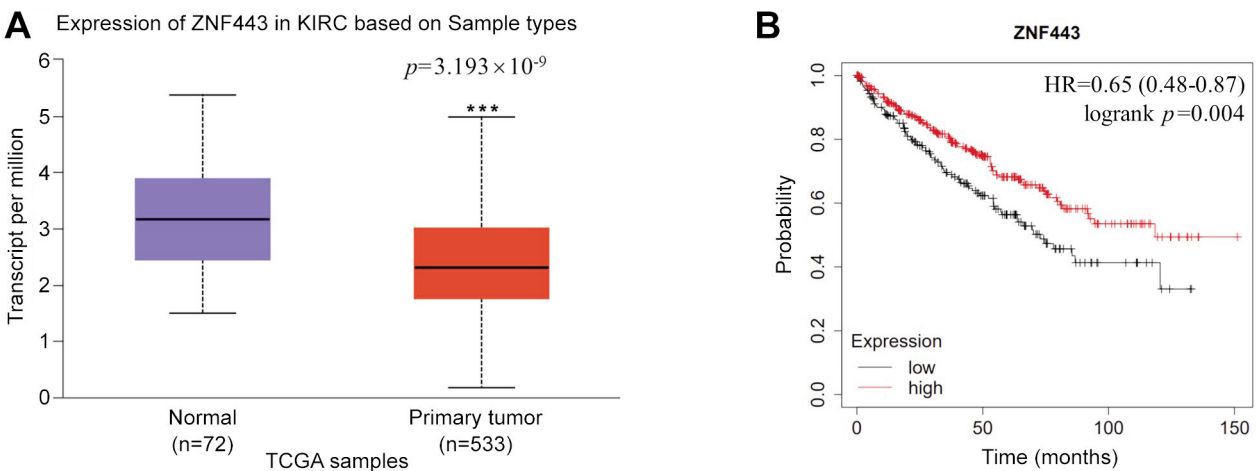 A
Expression of ZNF443 in KIRC based on Sample types
p=3.193×10-9
***
Transcript per million
6
5
4
3
2
1
0
Normal
(n=72)
Primary tumor
(n=533)
TCGA samples
B
ZNF443
HR=0.65 (0.48-0.87)
logrank p=0.004
Probability
1.0
0.8
0.6
0.4
0.2
0.0
Expression
low
high
0
50
100
150
Time (months)